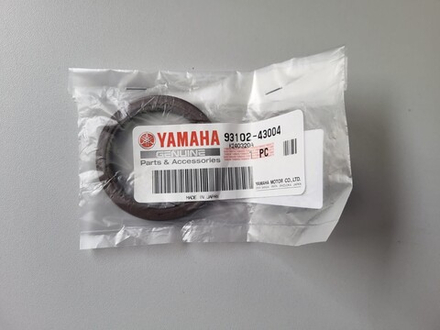 YAMAHA 93102-43004
GENUINE
Parts & Accessories
PC
YAMAHA MOTOR CO.,LTD.
MADE IN JAPAN